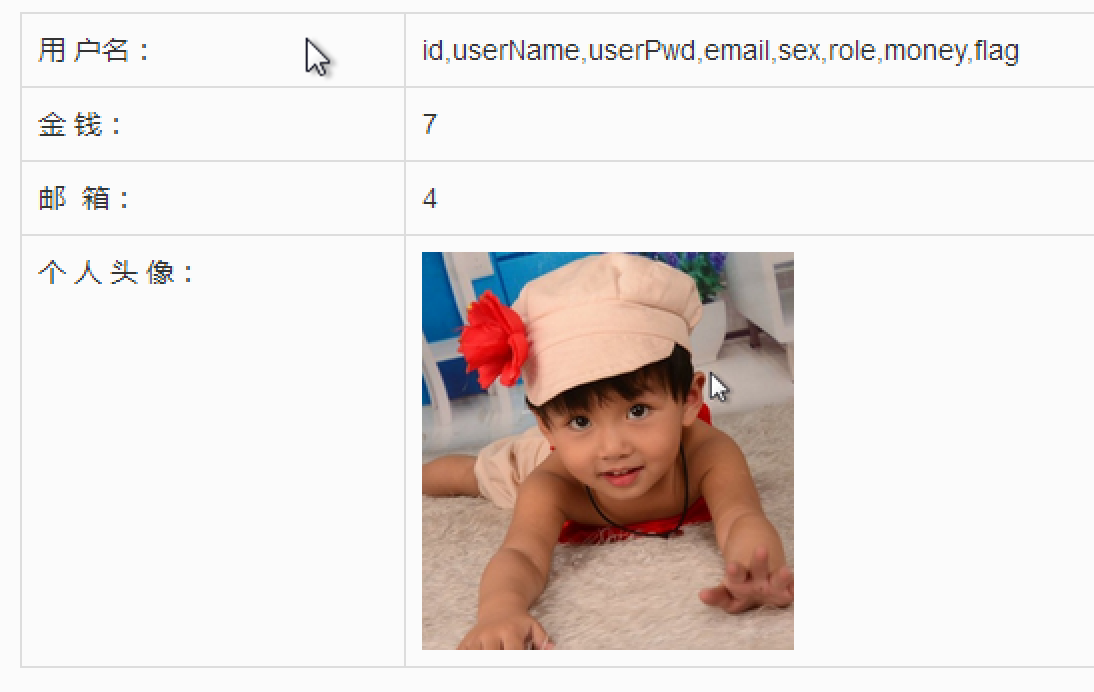 用 户名： id,userName,userPwd,email,sex,role,money,flag
金 钱： 7
邮 箱： 4
个 人 头 像：